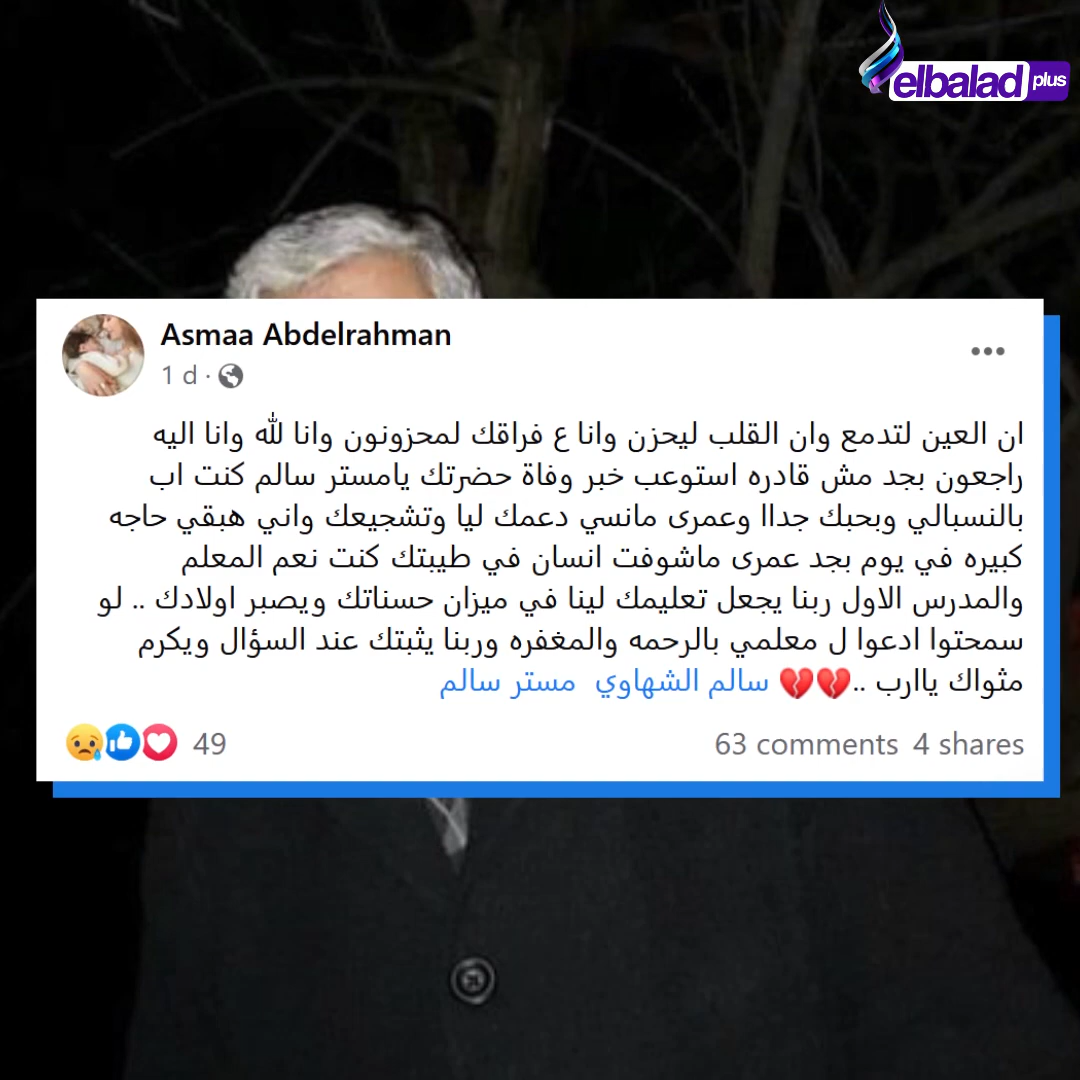 elbalad plus
Asmaa Abdelrahman
1 d ·
ان العين لتدمع وان القلب ليحزن وانا ع فراقك لمحزونون وانا لله وانا اليه
راجعون بجد مش قادره استوعب خبر وفاة حضرتك يامستر سالم كنت اب
بالنسبالي وبحبك جداا وعمرى مانسي دعمك ليا وتشجيعك واني هبقي حاجه
كبيره في يوم بجد عمرى ماشوفت انسان في طيبتك كنت نعم المعلم
والمدرس الاول ربنا يجعل تعليمك لينا في ميزان حسناتك ويصبر اولادك .. لو
سمحتوا ادعوا ل معلمي بالرحمه والمغفره وربنا يثبتك عند السؤال ويكرم
مثواك ياارب ..💔💔 سالم الشهاوي مستر سالم
49
63 comments 4 shares